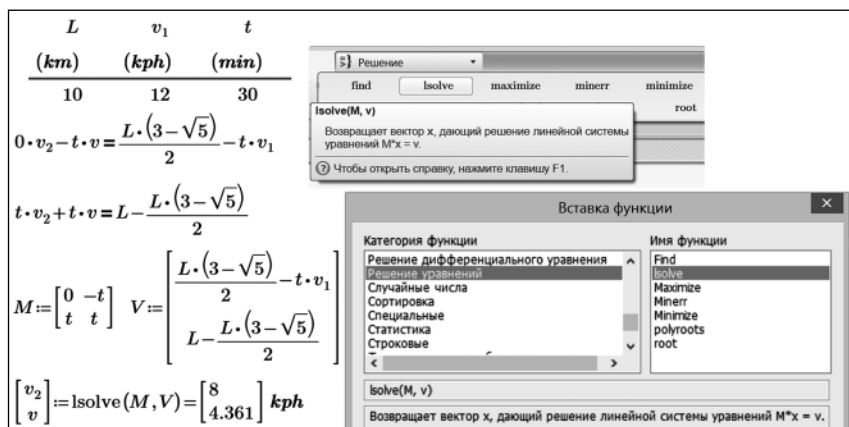 L v₁ t
(km) (kph) (min)
10 12 30
0⋅v₂−t⋅v=L⋅(3−√5)/2−t⋅v₁
t⋅v₂+t⋅v=L−L⋅(3−√5)/2
M:=[0 −t; t t] V:=[L⋅(3−√5)/2−t⋅v₁; L−L⋅(3−√5)/2]
[v₂; v]:=lsolve(M,V)=[8; 4.361] kph
Решение
find lsolve maximize minerr minimize
root
lsolve(M, v)
Возвращает вектор x, дающий решение линейной системы
уравнений M*x = v.
? Чтобы открыть справку, нажмите клавишу F1.
Вставка функции
Категория функции
Решение дифференциального уравнения
Решение уравнений
Случайные числа
Сортировка
Специальные
Статистика
Строковые
Имя функции
Find
lsolve
Maximize
Minerr
Minimize
polyroots
root
lsolve(M, v)
Возвращает вектор x, дающий решение линейной системы уравнений M*x = v.